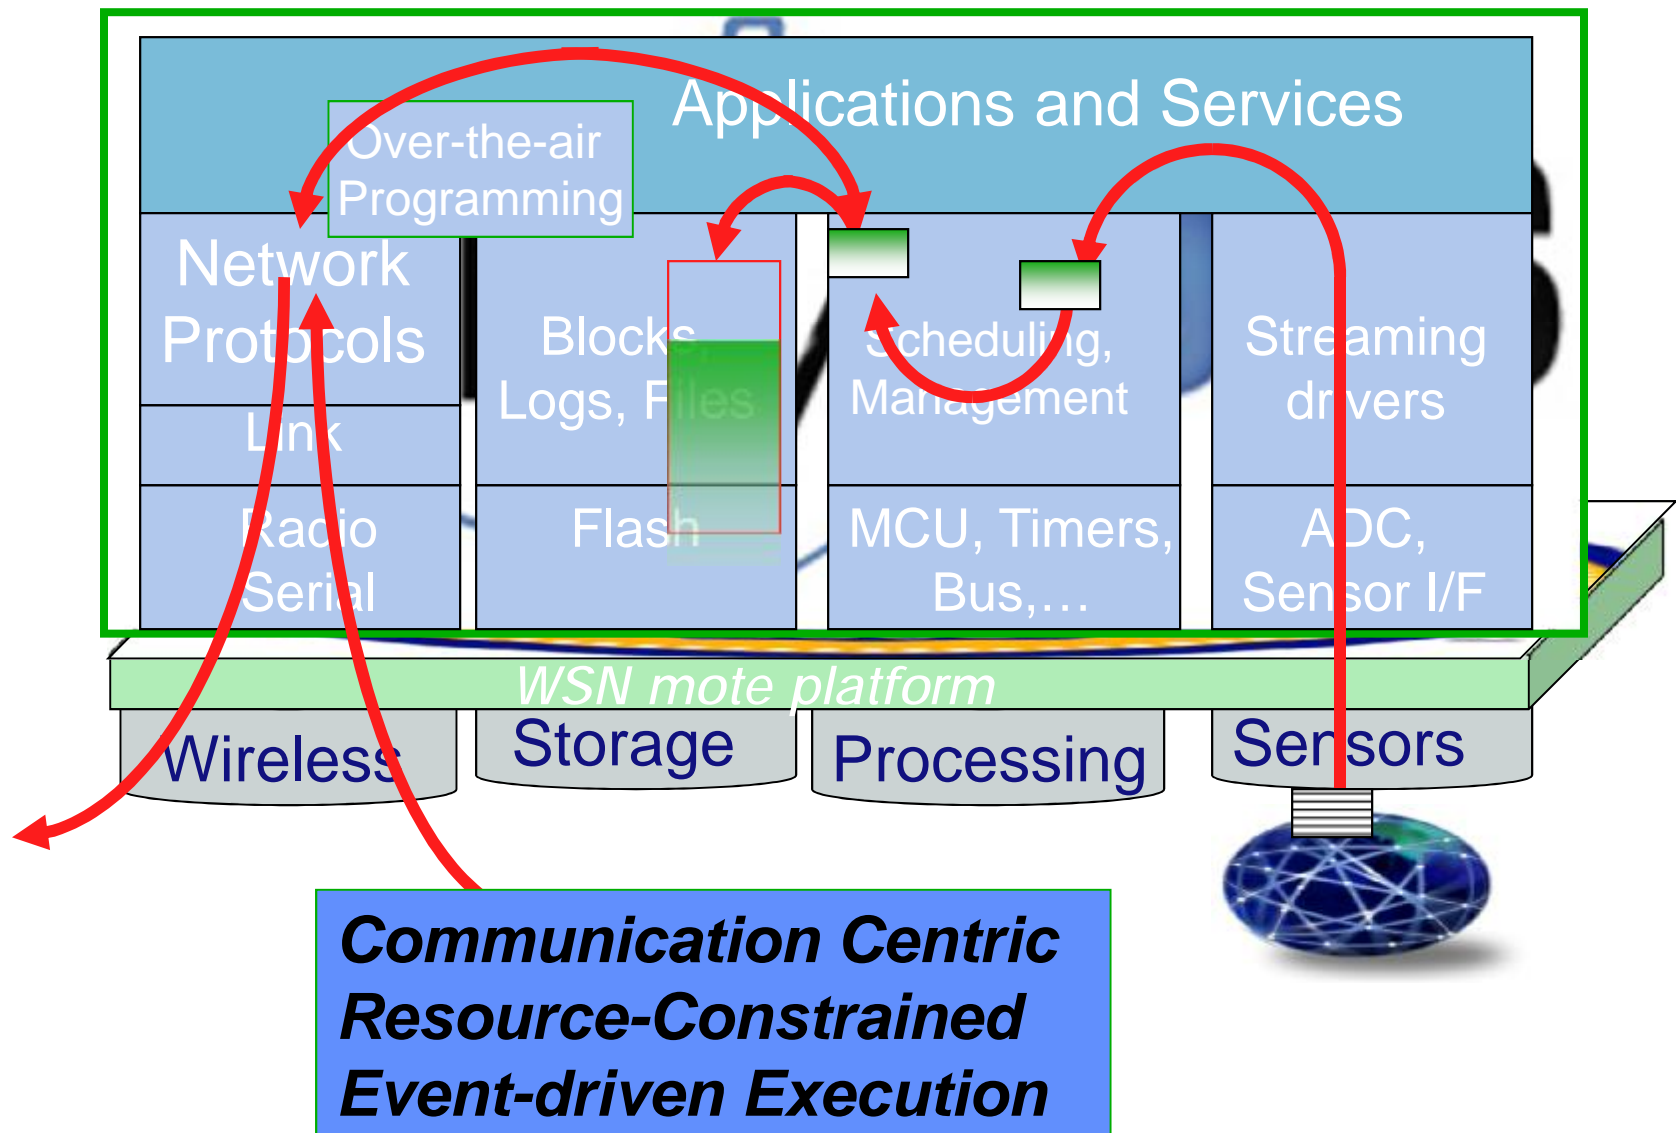 Applications and Services
Over-the-air
Programming
Network
Protocols
Link
Radio
Serial
Blocks,
Logs, Files
Flash
Scheduling,
Management
MCU, Timers,
Bus,…
Streaming
drivers
ADC,
Sensor I/F
WSN mote platform
Wireless
Storage
Processing
Sensors
Communication Centric
Resource-Constrained
Event-driven Execution